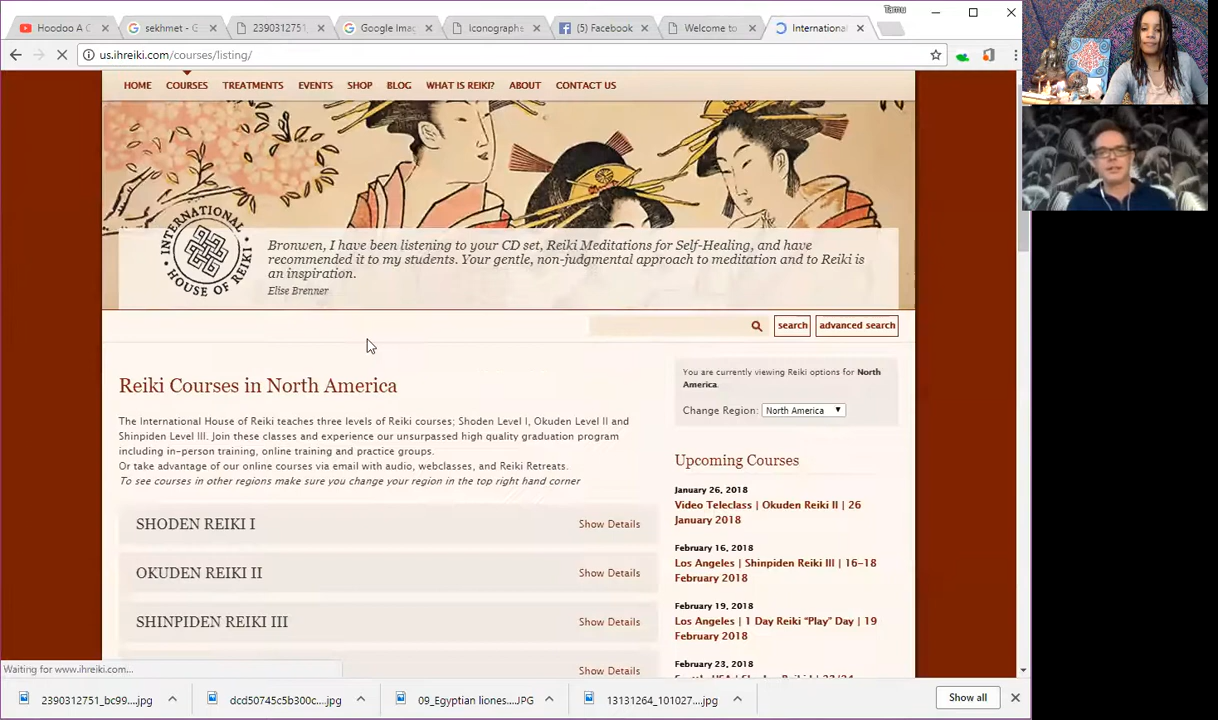 Tamu
Hoodoo A C
sekhmet - G
2390312751
Google Ima
Iconographe
(5) Facebook
Welcome to
International
us.ihreiki.com/courses/listing/
HOME COURSES TREATMENTS EVENTS SHOP BLOG WHAT IS REIKI? ABOUT CONTACT US
INTERNATIONAL
HOUSE OF REIKI
Bronwen, I have been listening to your CD set, Reiki Meditations for Self-Healing, and have
recommended it to my students. Your gentle, non-judgmental approach to meditation and to Reiki is
an inspiration.
Elise Brenner
search advanced search
Reiki Courses in North America
The International House of Reiki teaches three levels of Reiki courses; Shoden Level I, Okuden Level II and
Shinpiden Level III. Join these classes and experience our unsurpassed high quality graduation program
including in-person training, online training and practice groups.
Or take advantage of our online courses via email with audio, webclasses, and Reiki Retreats.
To see courses in other regions make sure you change your region in the top right hand corner
SHODEN REIKI I Show Details
OKUDEN REIKI II Show Details
SHINPIDEN REIKI III Show Details
Show Details
You are currently viewing Reiki options for North
America.
Change Region: North America
Upcoming Courses
January 26, 2018
Video Teleclass | Okuden Reiki II | 26
January 2018
February 16, 2018
Los Angeles | Shinpiden Reiki III | 16-18
February 2018
February 19, 2018
Los Angeles | 1 Day Reiki “Play” Day | 19
February 2018
February 23, 2018
Waiting for www.ihreiki.com...
2390312751_bc99....jpg
dcd50745c5b300c....jpg
09_Egyptian liones....JPG
13131264_101027....jpg
Show all